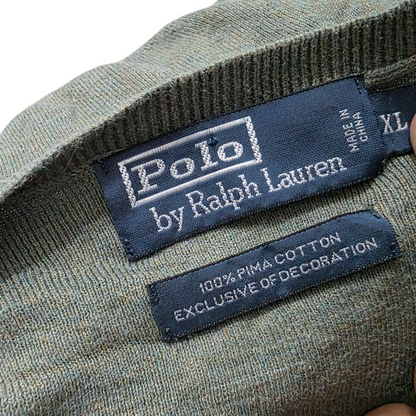 Polo
by Ralph Lauren
MADE IN
CHINA
XL
100% PIMA COTTON
EXCLUSIVE OF DECORATION